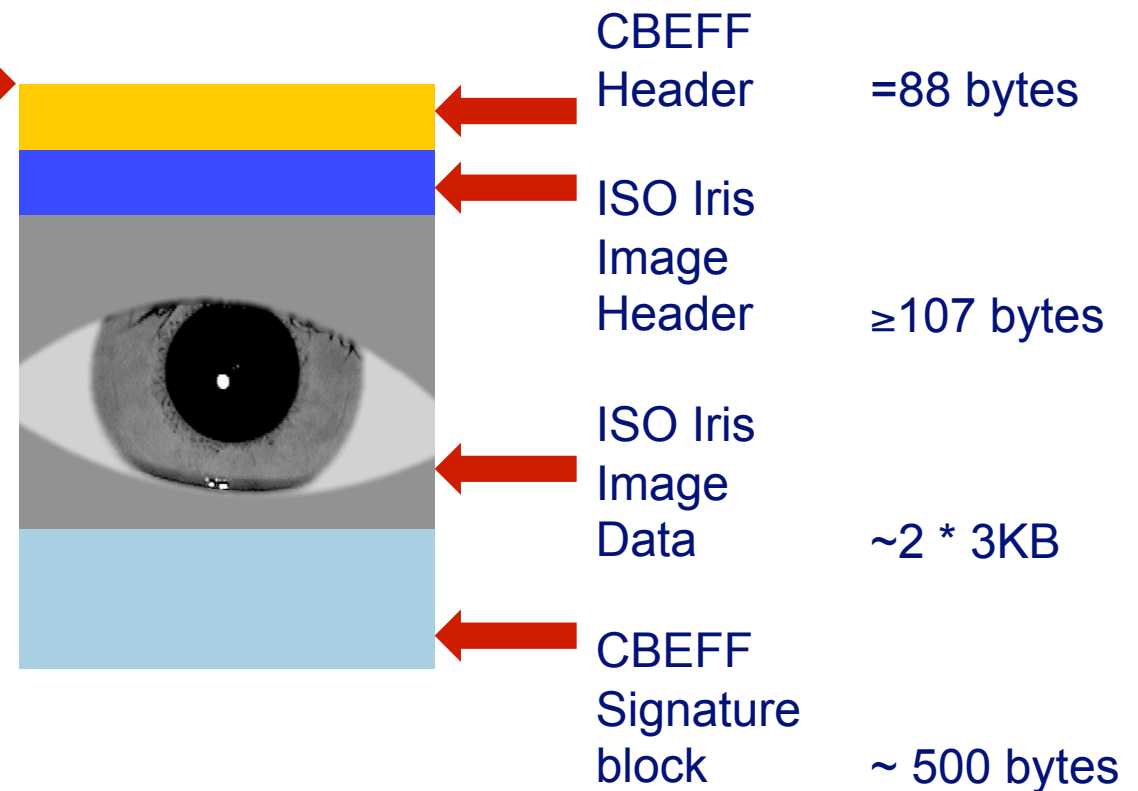 CBEFF
Header =88 bytes
ISO Iris
Image
Header ≥107 bytes
ISO Iris
Image
Data ~2 * 3KB
CBEFF
Signature
block ~ 500 bytes